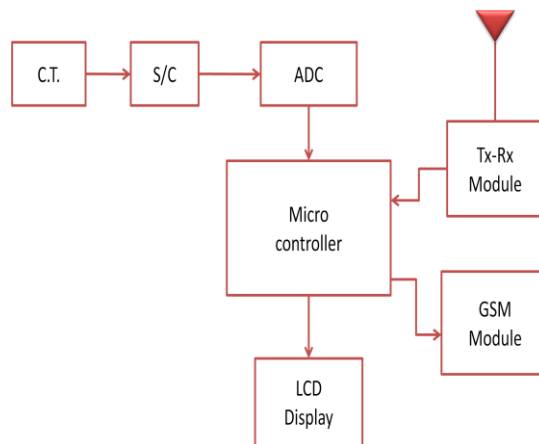 C.T.
S/C
ADC
Tx-Rx
Module
Micro
controller
GSM
Module
LCD
Display